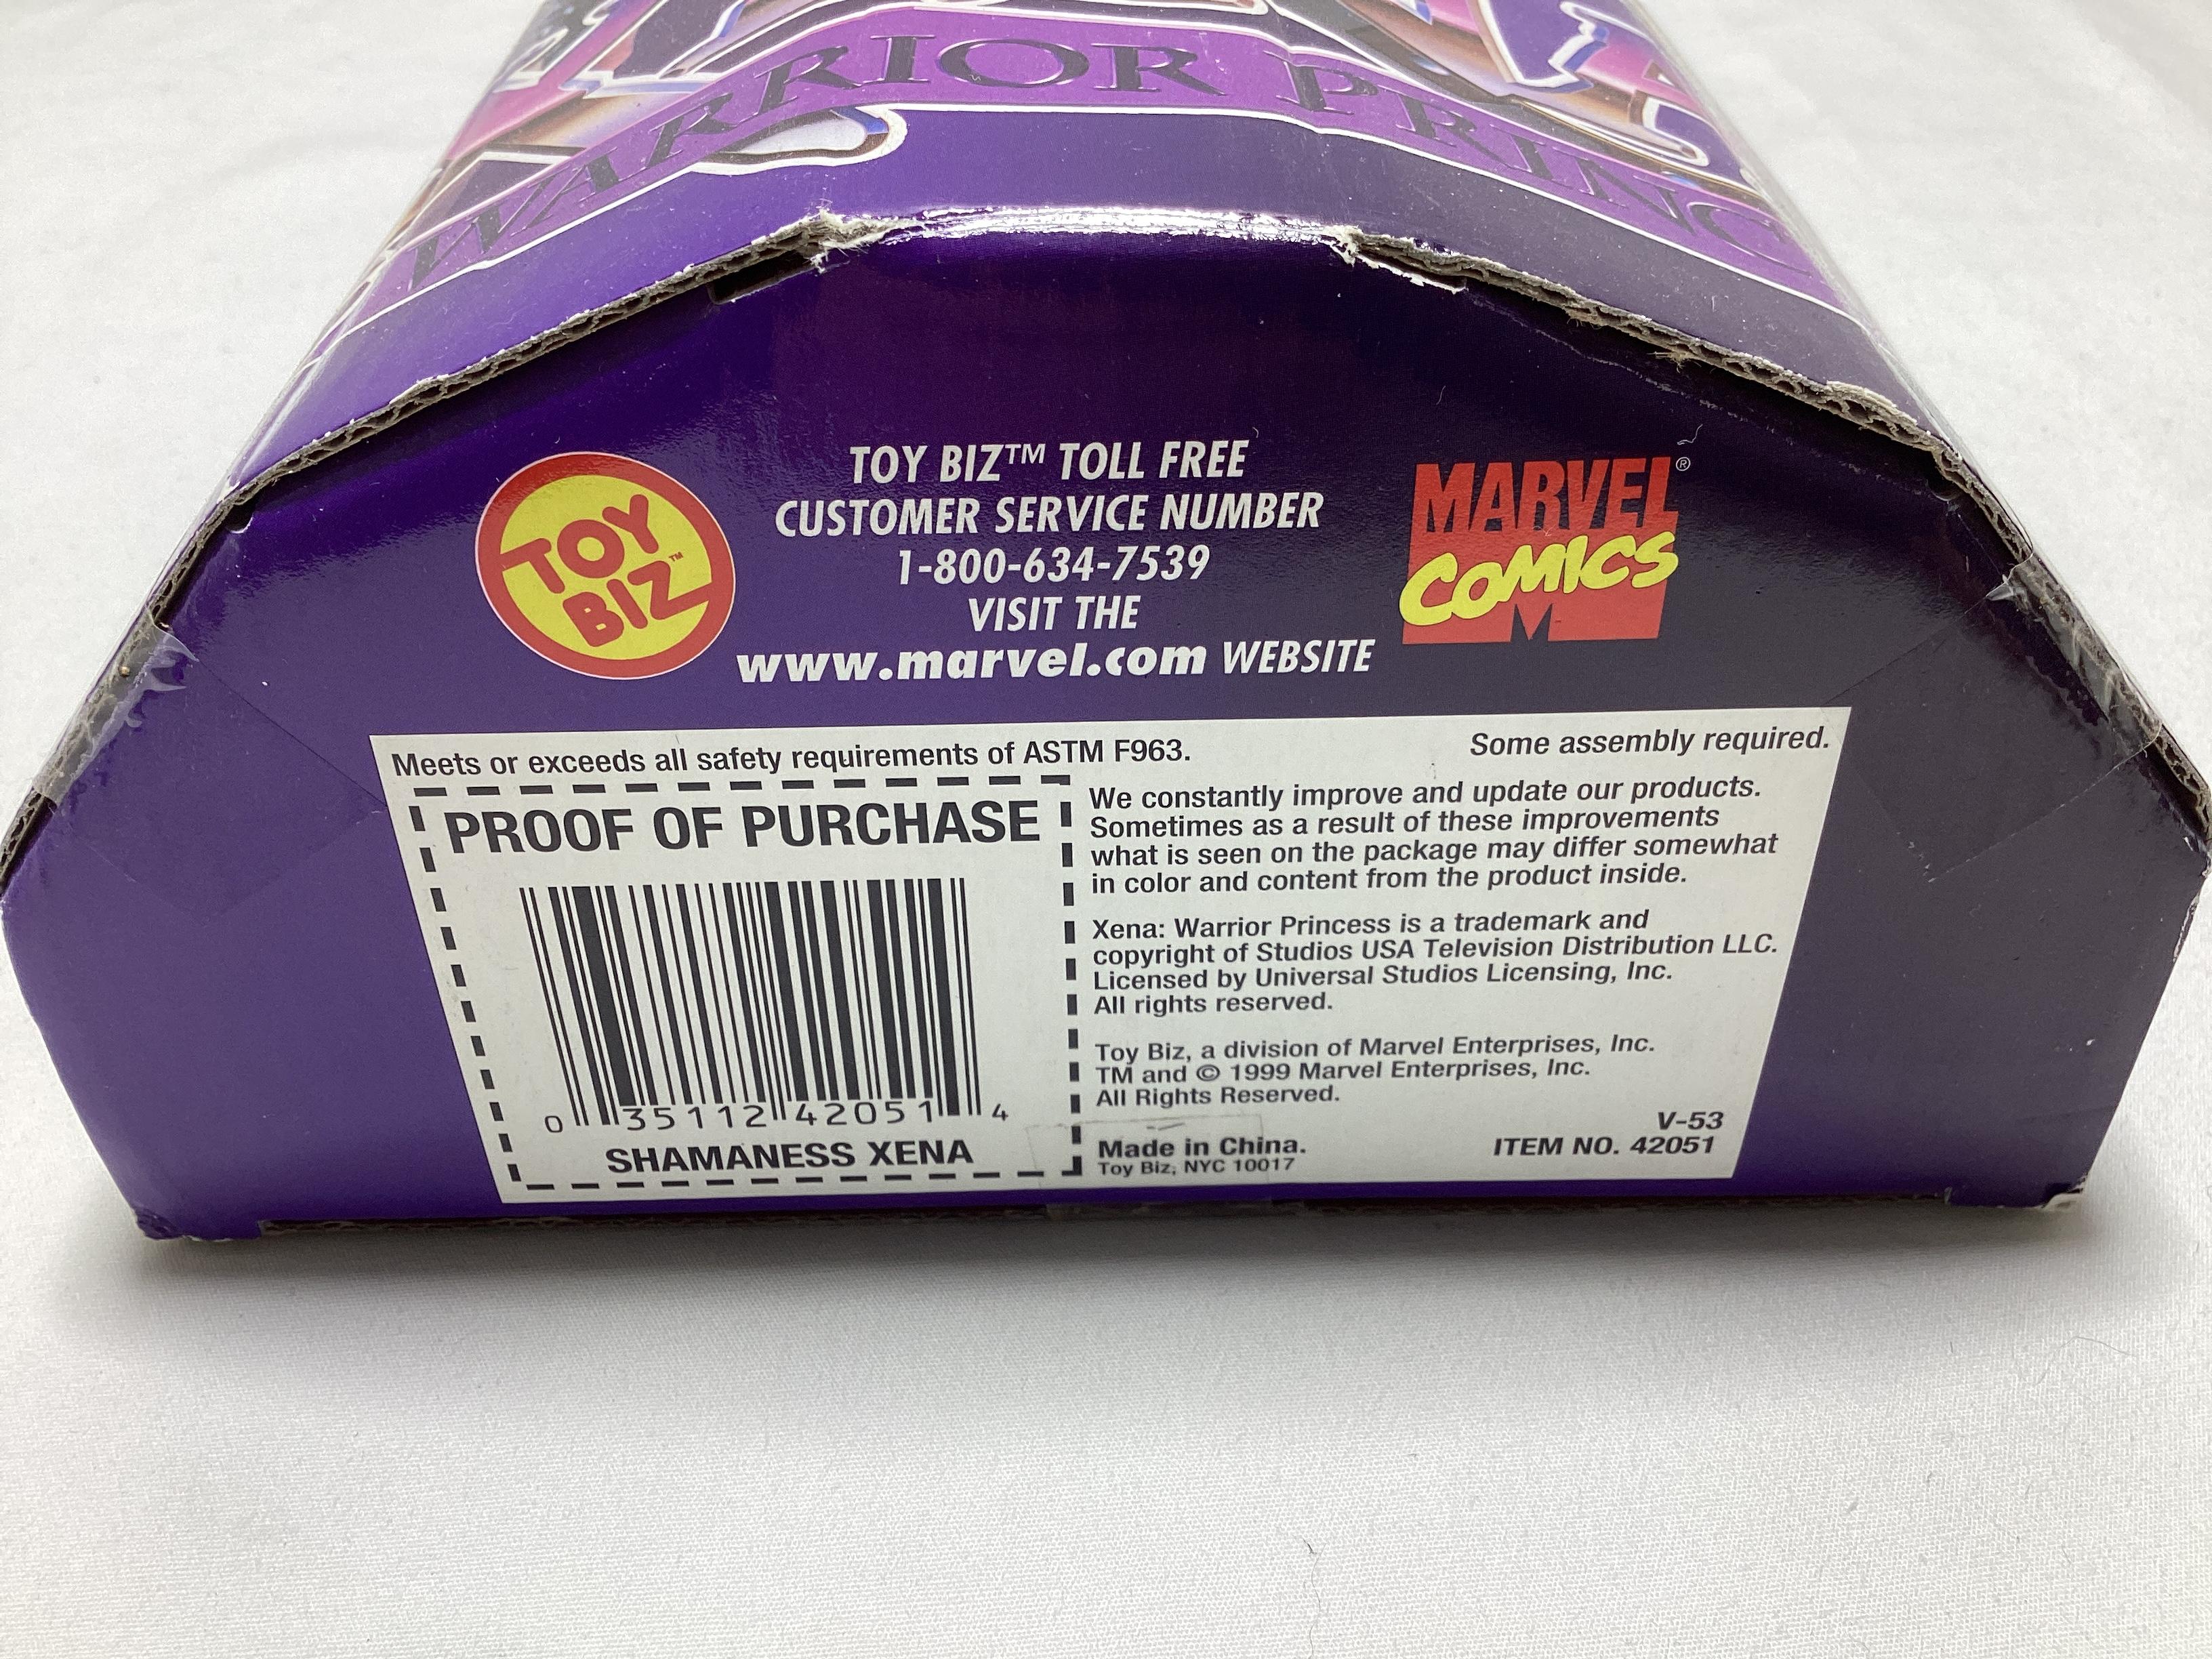 WARRIOR PRINC
TOY BIZ™
TOY BIZ™ TOLL FREE
CUSTOMER SERVICE NUMBER
1-800-634-7539
VISIT THE
www.marvel.com WEBSITE
MARVEL®
COMICS
M
Meets or exceeds all safety requirements of ASTM F963.
Some assembly required.
PROOF OF PURCHASE
0 35112 42051 4
SHAMANESS XENA
We constantly improve and update our products.
Sometimes as a result of these improvements
what is seen on the package may differ somewhat
in color and content from the product inside.
Xena: Warrior Princess is a trademark and
copyright of Studios USA Television Distribution LLC.
Licensed by Universal Studios Licensing, Inc.
All rights reserved.
Toy Biz, a division of Marvel Enterprises, Inc.
TM and © 1999 Marvel Enterprises, Inc.
All Rights Reserved.
V-53
Made in China.
ITEM NO. 42051
Toy Biz, NYC 10017